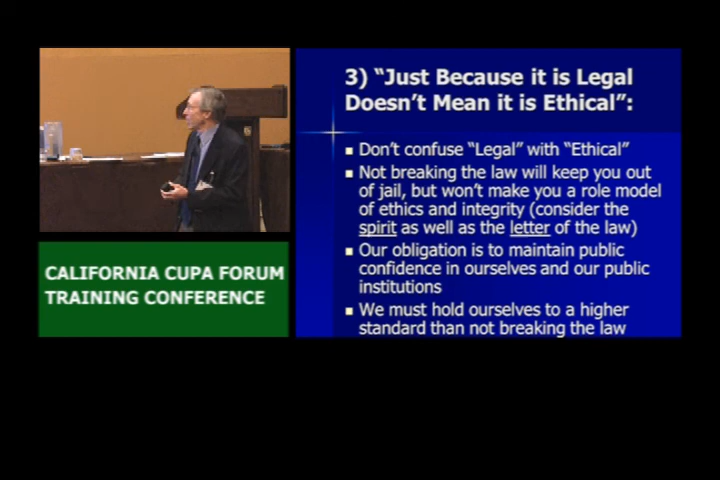 3) “Just Because it is Legal
Doesn’t Mean it is Ethical”:
Don’t confuse “Legal” with “Ethical”
Not breaking the law will keep you out
of jail, but won’t make you a role model
of ethics and integrity (consider the
spirit as well as the letter of the law)
Our obligation is to maintain public
confidence in ourselves and our public
institutions
We must hold ourselves to a higher
standard than not breaking the law
CALIFORNIA CUPA FORUM
TRAINING CONFERENCE